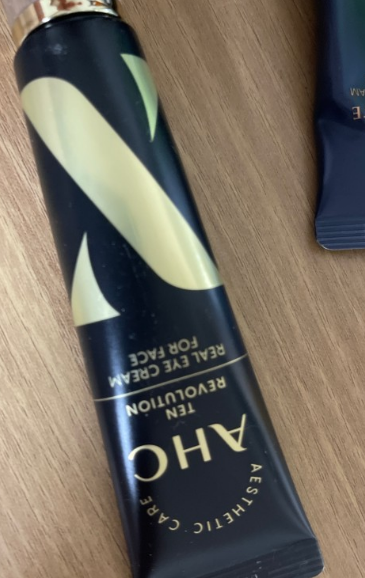 AESTHETIC CARE
AHC
TEN
REVOLUTION
REAL EYE CREAM
FOR FACE